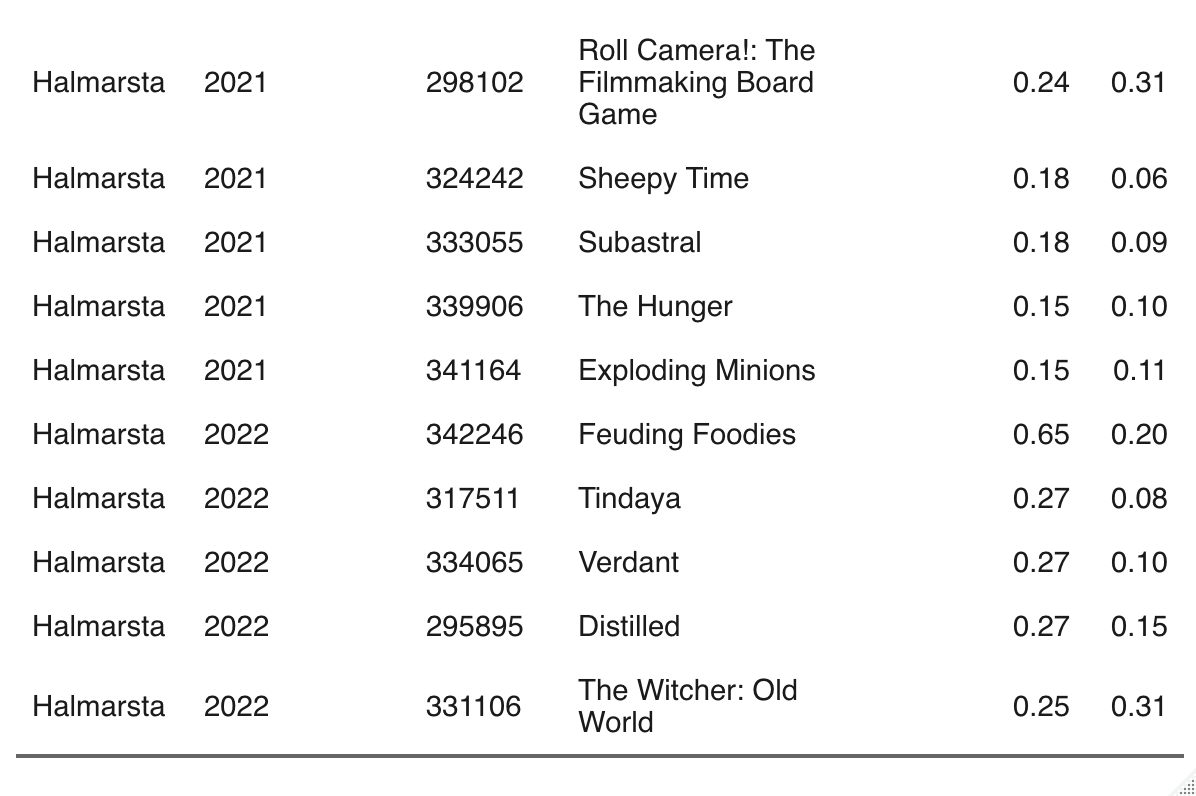 Roll Camera!: The
Halmarsta 2021 298102 Filmmaking Board 0.24 0.31
Game
Halmarsta 2021 324242 Sheepy Time 0.18 0.06
Halmarsta 2021 333055 Subastral 0.18 0.09
Halmarsta 2021 339906 The Hunger 0.15 0.10
Halmarsta 2021 341164 Exploding Minions 0.15 0.11
Halmarsta 2022 342246 Feuding Foodies 0.65 0.20
Halmarsta 2022 317511 Tindaya 0.27 0.08
Halmarsta 2022 334065 Verdant 0.27 0.10
Halmarsta 2022 295895 Distilled 0.27 0.15
The Witcher: Old
Halmarsta 2022 331106 0.25 0.31
World